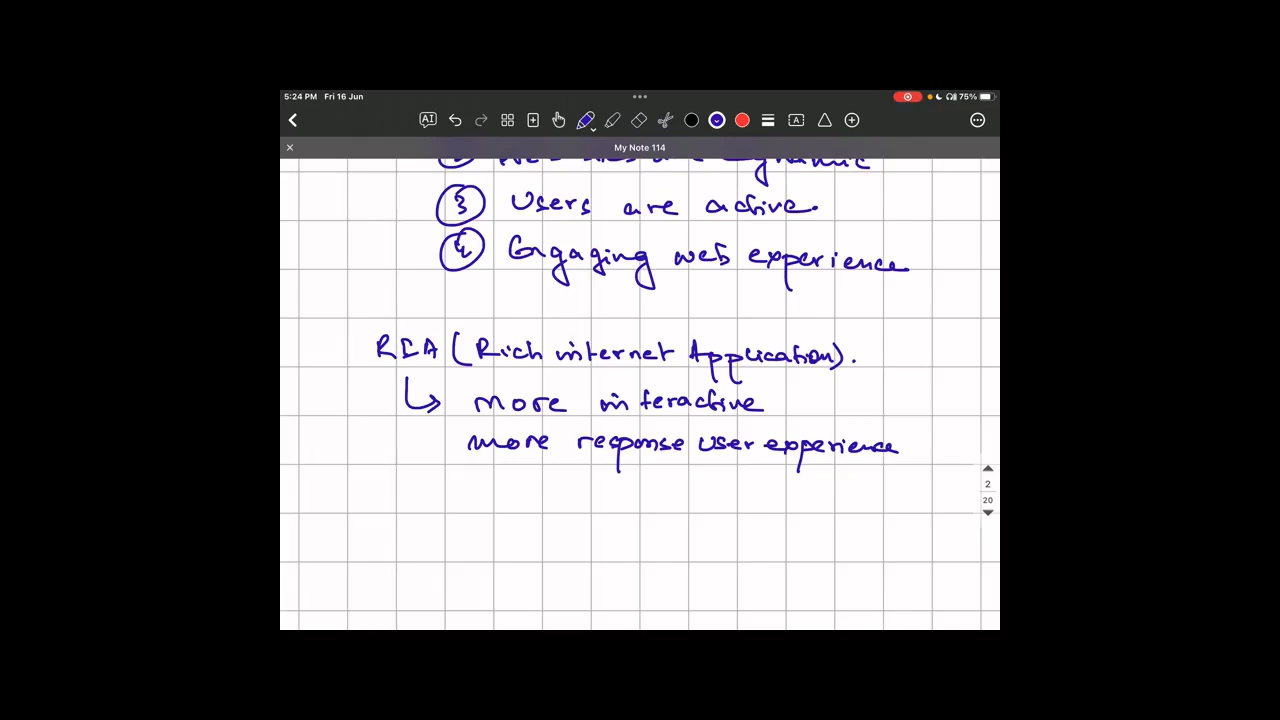 5:24 PM Fri 16 Jun
75%
AI
A
My Note 114
③ Users are active.
④ Engaging web experience
RIA (Rich internet Application).
more interactive
more response user experience
2
20